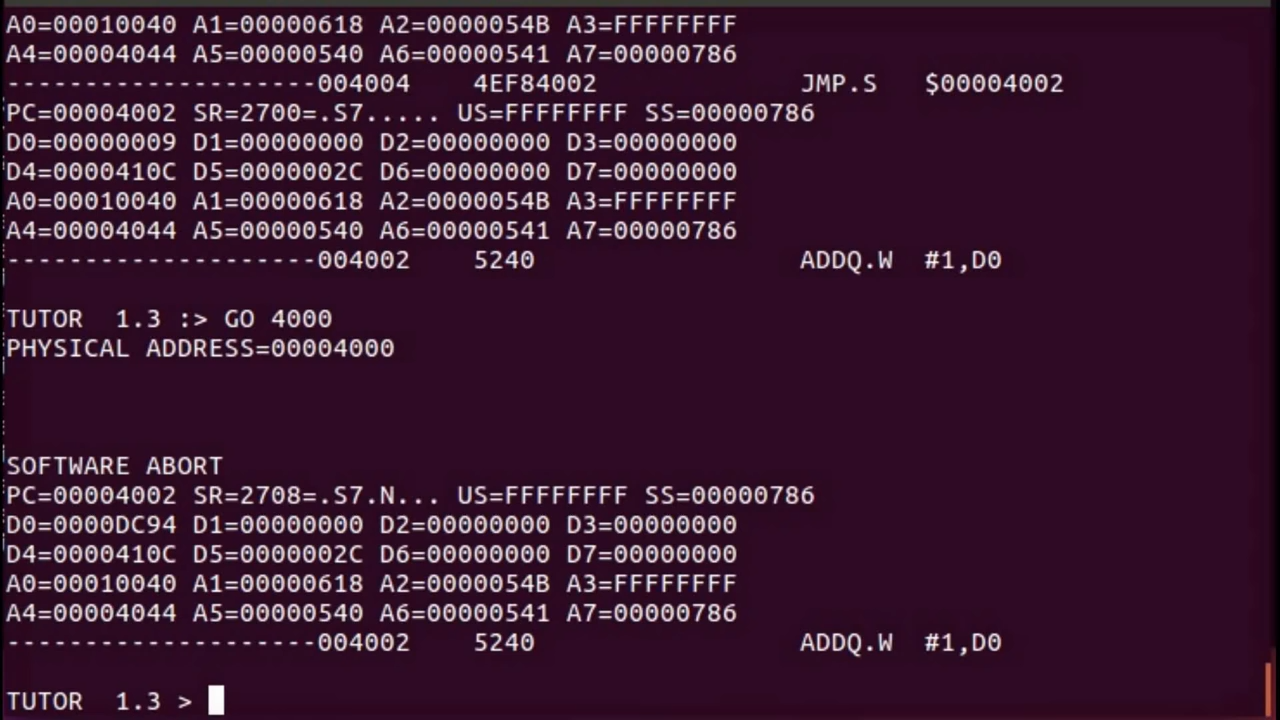 A0=00010040 A1=00000618 A2=0000054B A3=FFFFFFFF
A4=00004044 A5=00000540 A6=00000541 A7=00000786
--------------------004004    4EF84002                 JMP.S   $00004002
PC=00004002 SR=2700=.S7..... US=FFFFFFFF SS=00000786
D0=00000009 D1=00000000 D2=00000000 D3=00000000
D4=0000410C D5=0000002C D6=00000000 D7=00000000
A0=00010040 A1=00000618 A2=0000054B A3=FFFFFFFF
A4=00004044 A5=00000540 A6=00000541 A7=00000786
--------------------004002    5240                 ADDQ.W  #1,D0
TUTOR  1.3 :> GO 4000
PHYSICAL ADDRESS=00004000
SOFTWARE ABORT
PC=00004002 SR=2708=.S7.N... US=FFFFFFFF SS=00000786
D0=0000DC94 D1=00000000 D2=00000000 D3=00000000
D4=0000410C D5=0000002C D6=00000000 D7=00000000
A0=00010040 A1=00000618 A2=0000054B A3=FFFFFFFF
A4=00004044 A5=00000540 A6=00000541 A7=00000786
--------------------004002    5240                 ADDQ.W  #1,D0
TUTOR  1.3 >